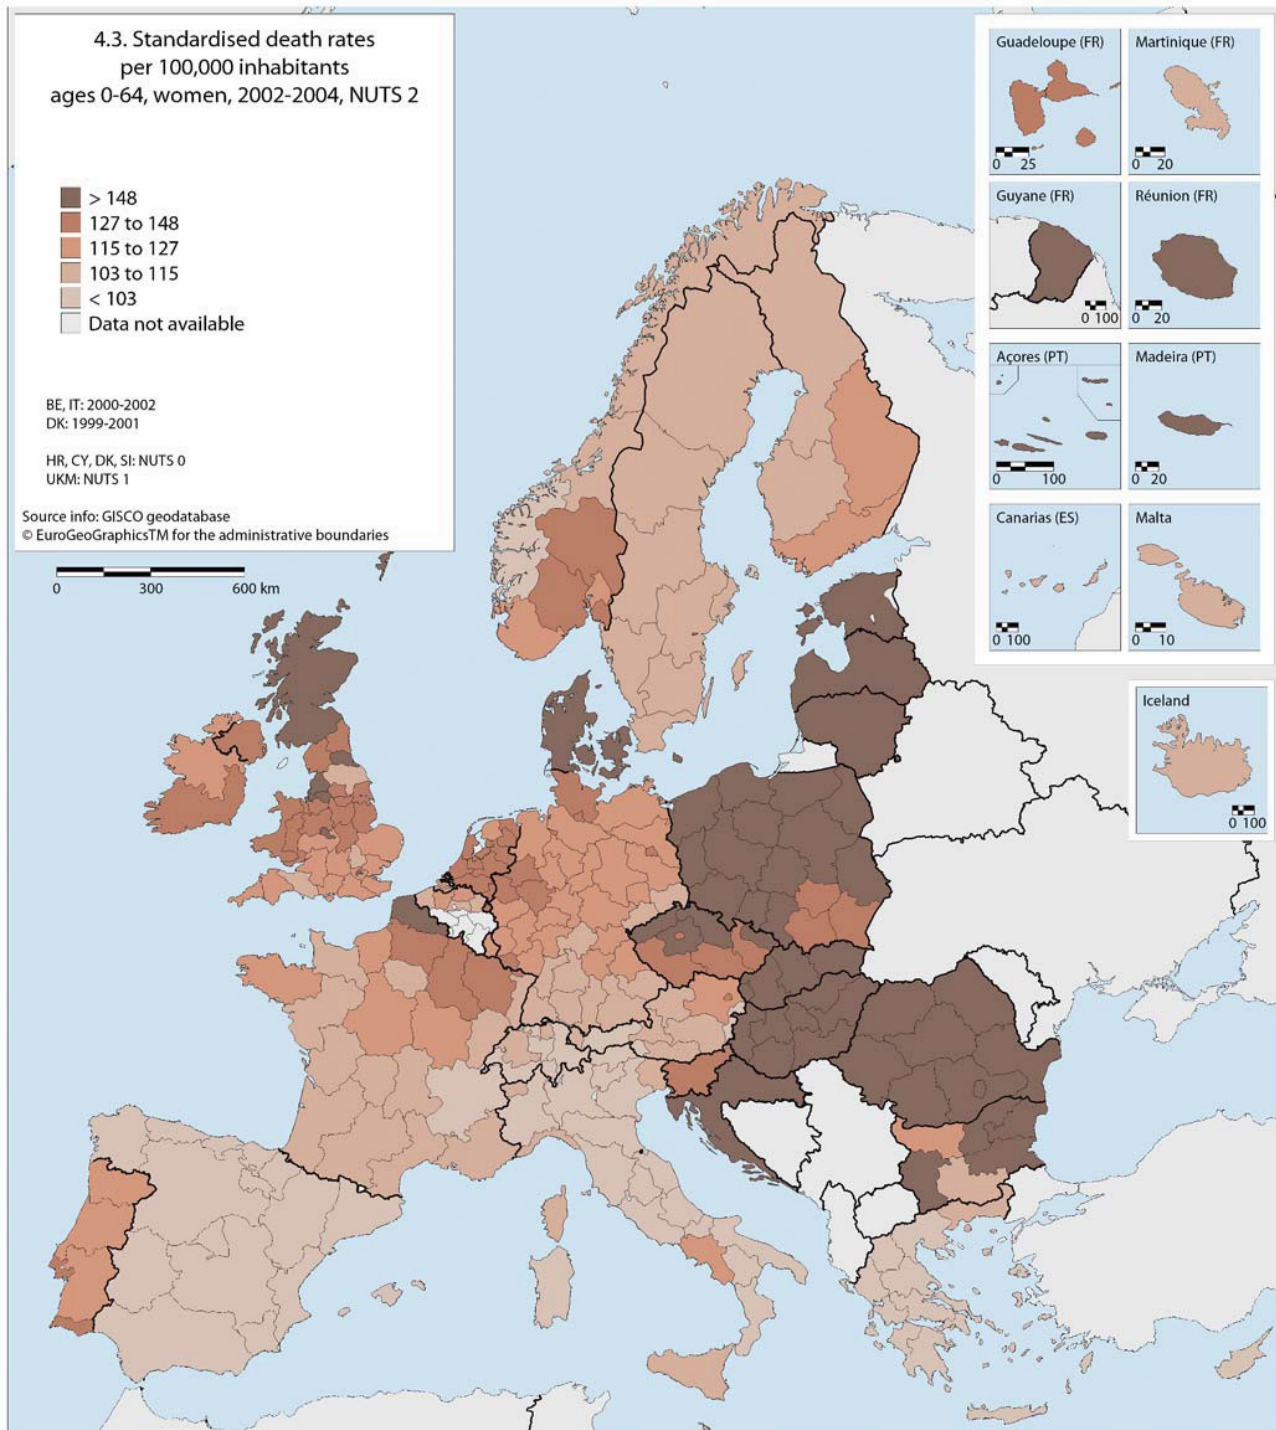 4.3. Standardised death rates
per 100,000 inhabitants
ages 0-64, women, 2002-2004, NUTS 2
> 148
127 to 148
115 to 127
103 to 115
< 103
Data not available
BE, IT: 2000-2002
DK: 1999-2001
HR, CY, DK, SI: NUTS 0
UKM: NUTS 1
Source info: GISCO geodatabase
© EuroGeoGraphicsTM for the administrative boundaries
0 300 600 km
Guadeloupe (FR)
0 25
Martinique (FR)
0 20
Guyane (FR)
0 100
Réunion (FR)
0 20
Açores (PT)
0 100
Madeira (PT)
0 20
Canarias (ES)
0 100
Malta
0 10
Iceland
0 100